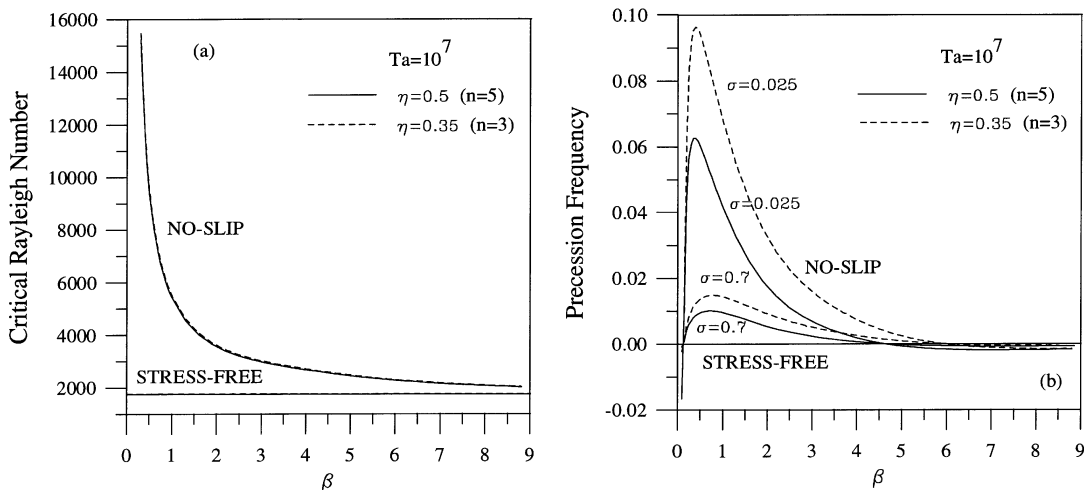 16000
14000
12000
10000
8000
6000
4000
2000
Critical Rayleigh Number
(a)
Ta=10^7
η=0.5 (n=5)
η=0.35 (n=3)
NO-SLIP
STRESS-FREE
0 1 2 3 4 5 6 7 8 9
β
0.10
0.08
0.06
0.04
0.02
0.00
-0.02
Precession Frequency
Ta=10^7
η=0.5 (n=5)
η=0.35 (n=3)
σ=0.025
σ=0.025
NO-SLIP
σ=0.7
σ=0.7
STRESS-FREE
(b)
0 1 2 3 4 5 6 7 8 9
β